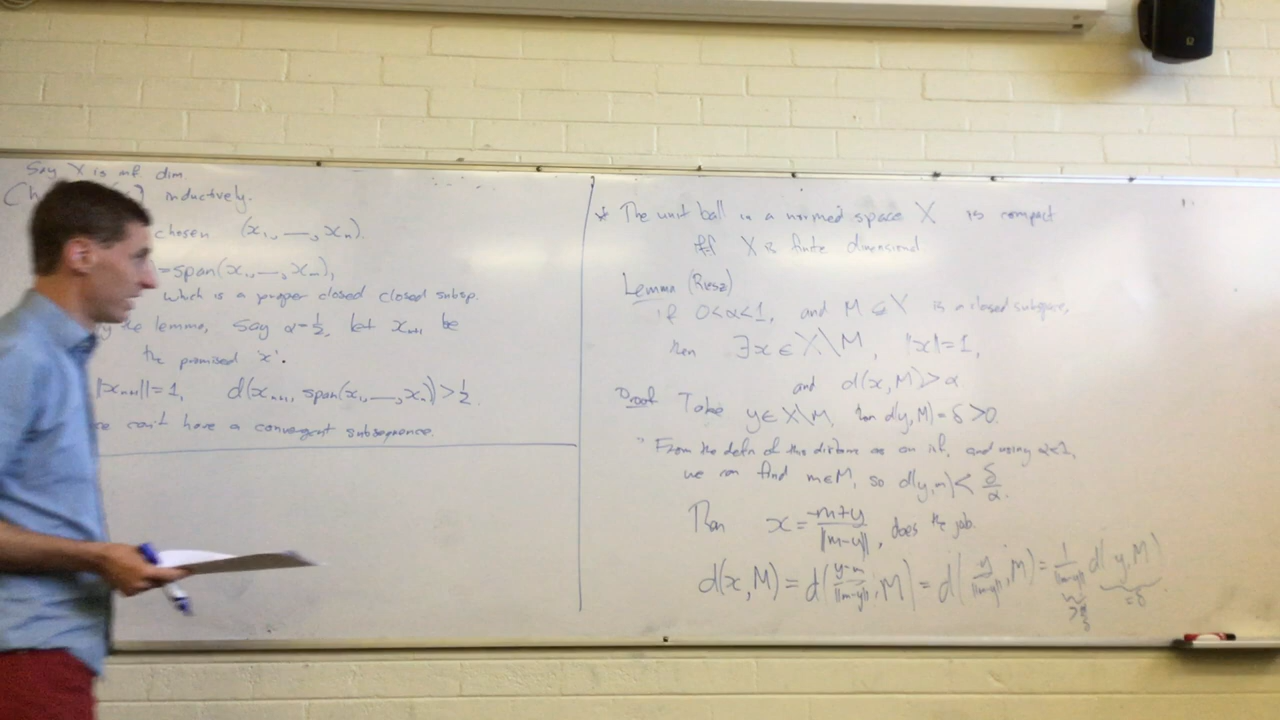 Say X is inf dim
inductively.
chosen (x₁, —, xₙ).
=span(x₁, —, xₙ),
which is a proper closed closed subsp.
the lemma, say α=½, let xₙ₊₁ be
the promised 'x'.
||xₙ₊₁||=1, d(xₙ₊₁, span(x₁, —, xₙ))>½.
can't have a convergent subsequence.
* The unit ball in a normed space X is compact
iff X is finite dimensional
Lemma (Riesz)
if 0<α<1, and M ⊊ X is a closed subspace,
then ∃x ∈ X\M, ||x||=1,
and d(x,M)>α.
Proof Take y∈X\M, then d(y,M)=δ>0.
From the defn of the distance as an inf, and using α<1,
we can find m∈M, so d(y,m)< δ/α.
Then x = -m+y/||m-y||, does the job.
d(x,M) = d(y-m/||m-y||, M) = d(y/||m-y||, M) = 1/||m-y|| d(y,M)
=δ